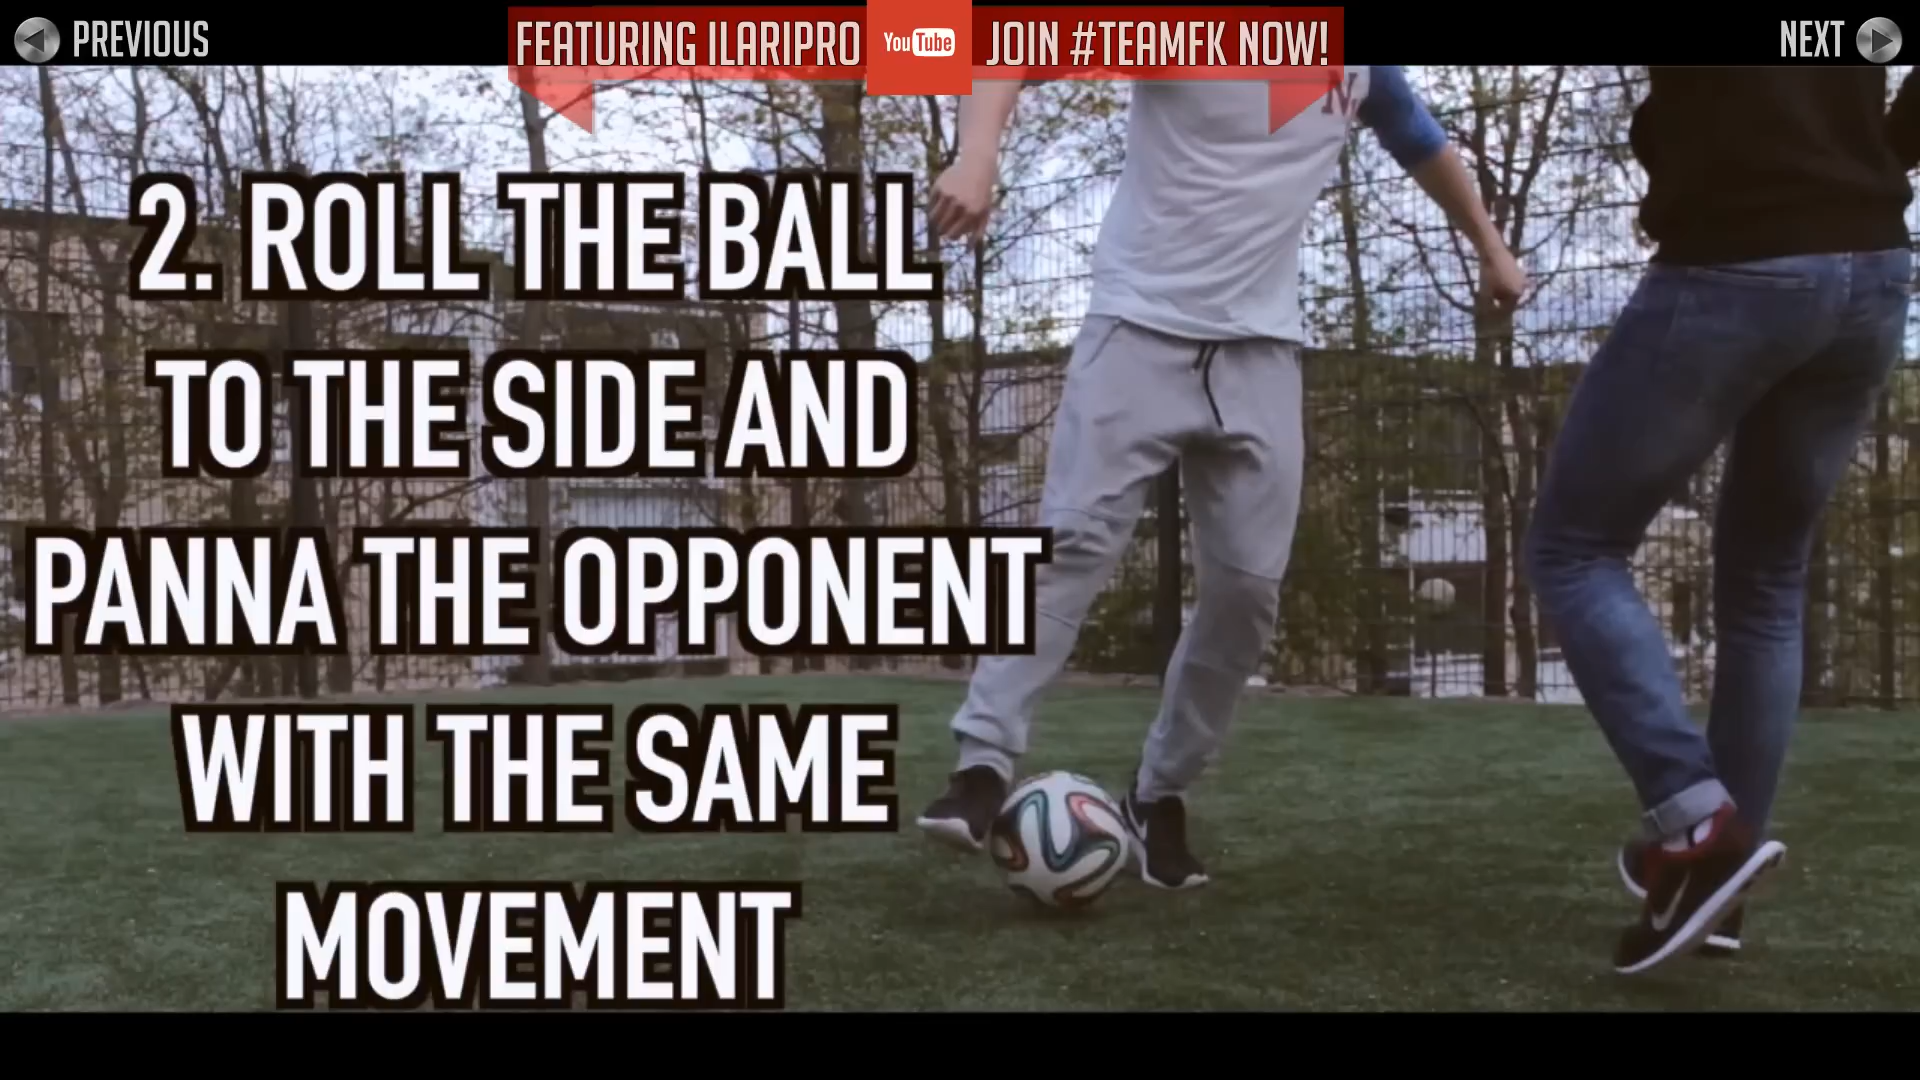 PREVIOUS
FEATURING ILARIPRO
YouTube
JOIN #TEAMFK NOW!
NEXT
N
2. ROLL THE BALL
TO THE SIDE AND
PANNA THE OPPONENT
WITH THE SAME
MOVEMENT